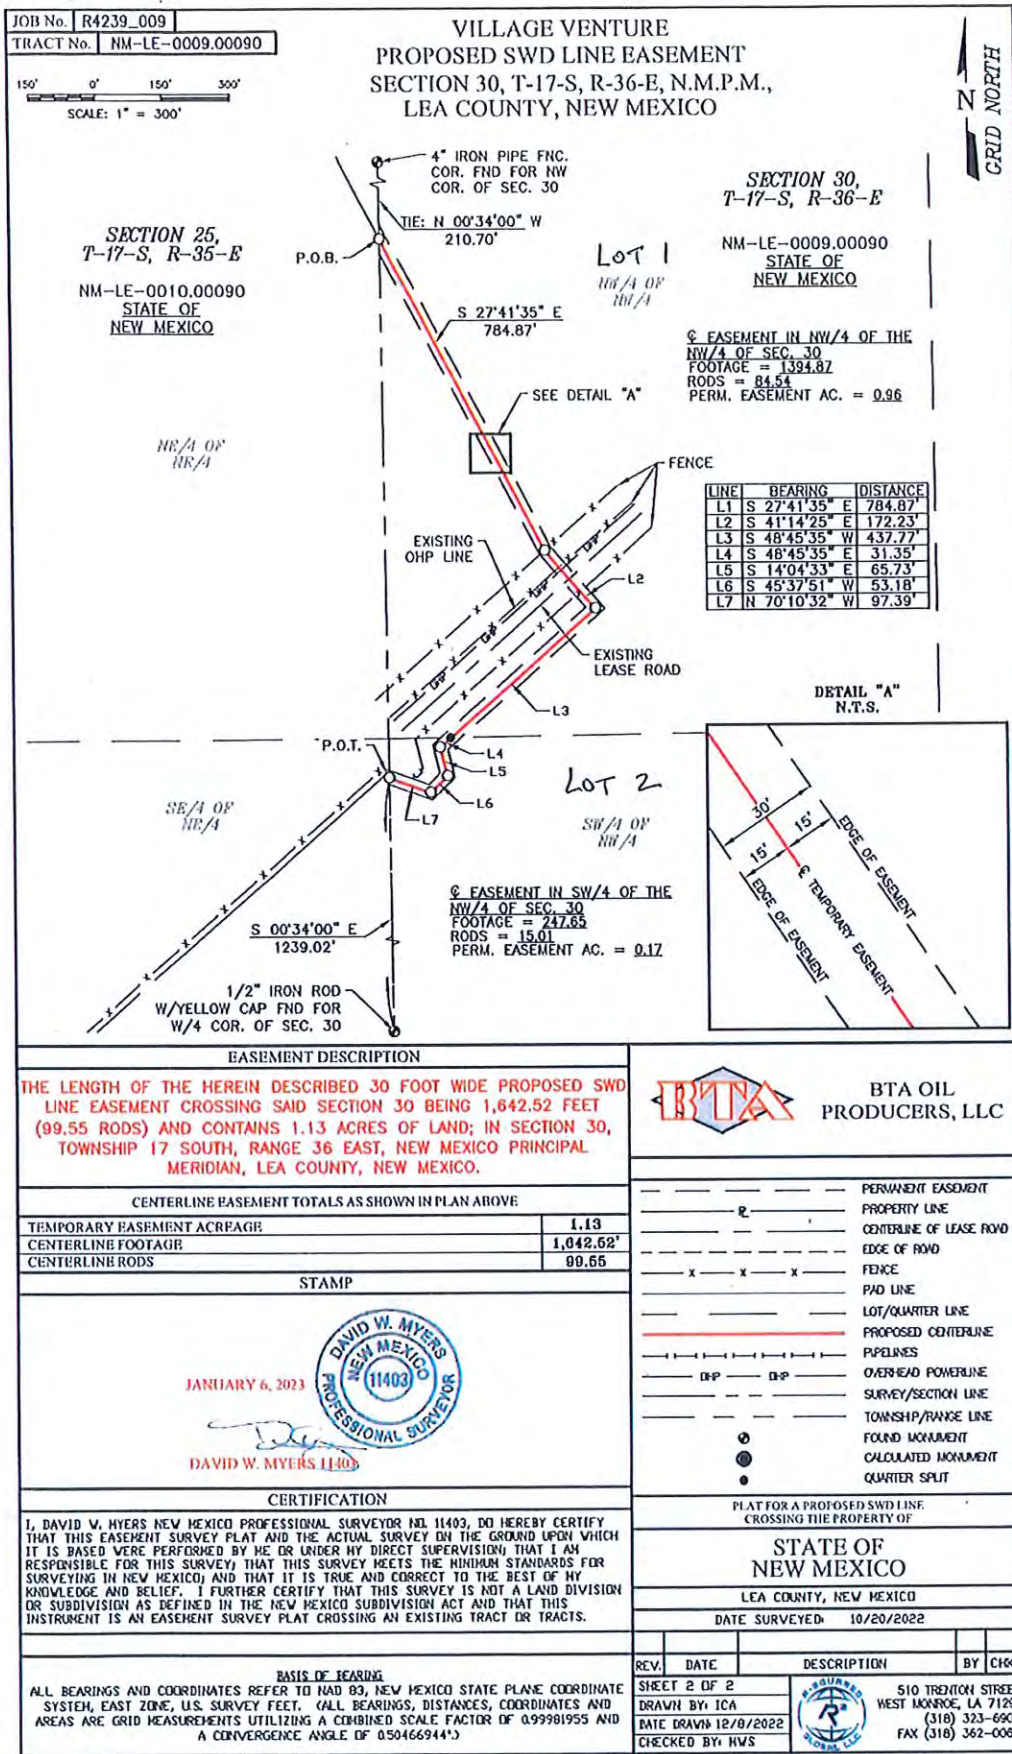 JOB No. R4239_009
TRACT No. NM-LE-0009.00090
150' 0' 150' 300'
SCALE: 1" = 300'
VILLAGE VENTURE
PROPOSED SWD LINE EASEMENT
SECTION 30, T-17-S, R-36-E, N.M.P.M.,
LEA COUNTY, NEW MEXICO
N
GRID NORTH
4" IRON PIPE FNC.
COR. FND FOR NW
COR. OF SEC. 30
TIE: N 00°34'00" W
210.70'
P.O.B.
SECTION 25,
T-17-S, R-35-E
NM-LE-0010.00090
STATE OF
NEW MEXICO
SECTION 30,
T-17-S, R-36-E
NM-LE-0009.00090
STATE OF
NEW MEXICO
LOT 1
NW/4 OF
NW/4
S 27°41'35" E
784.87'
℄ EASEMENT IN NW/4 OF THE
NW/4 OF SEC. 30
FOOTAGE = 1394.87
RODS = 84.54
PERM. EASEMENT AC. = 0.96
SEE DETAIL "A"
NE/4 OF
NE/4
FENCE
LINE BEARING DISTANCE
L1 S 27°41'35" E 784.87'
L2 S 41°14'25" E 172.23'
L3 S 48°45'35" W 437.77'
L4 S 48°45'35" E 31.35'
L5 S 14°04'33" E 65.73'
L6 S 45°37'51" W 53.18'
L7 N 70°10'32" W 97.39'
EXISTING
OHP LINE
OHP
OHP
OHP
OHP
L2
EXISTING
LEASE ROAD
L3
DETAIL "A"
N.T.S.
P.O.T.
L4
L5
L6
L7
LOT 2
SE/4 OF
NE/4
SW/4 OF
NW/4
30'
15'
15'
EDGE OF EASEMENT
℄ TEMPORARY EASEMENT
EDGE OF EASEMENT
℄ EASEMENT IN SW/4 OF THE
NW/4 OF SEC. 30
FOOTAGE = 247.65
RODS = 15.01
PERM. EASEMENT AC. = 0.17
S 00°34'00" E
1239.02'
1/2" IRON ROD
W/YELLOW CAP FND FOR
W/4 COR. OF SEC. 30
EASEMENT DESCRIPTION
THE LENGTH OF THE HEREIN DESCRIBED 30 FOOT WIDE PROPOSED SWD
LINE EASEMENT CROSSING SAID SECTION 30 BEING 1,642.52 FEET
(99.55 RODS) AND CONTAINS 1.13 ACRES OF LAND; IN SECTION 30,
TOWNSHIP 17 SOUTH, RANGE 36 EAST, NEW MEXICO PRINCIPAL
MERIDIAN, LEA COUNTY, NEW MEXICO.
CENTERLINE EASEMENT TOTALS AS SHOWN IN PLAN ABOVE
TEMPORARY EASEMENT ACREAGE 1.13
CENTERLINE FOOTAGE 1,642.52'
CENTERLINE RODS 99.55
STAMP
DAVID W. MYERS
NEW MEXICO
11403
PROFESSIONAL SURVEYOR
JANUARY 6, 2023
DAVID W. MYERS 11403
CERTIFICATION
I, DAVID W. MYERS NEW MEXICO PROFESSIONAL SURVEYOR NO. 11403, DO HEREBY CERTIFY
THAT THIS EASEMENT SURVEY PLAT AND THE ACTUAL SURVEY ON THE GROUND UPON WHICH
IT IS BASED WERE PERFORMED BY ME OR UNDER MY DIRECT SUPERVISION; THAT I AM
RESPONSIBLE FOR THIS SURVEY; THAT THIS SURVEY MEETS THE MINIMUM STANDARDS FOR
SURVEYING IN NEW MEXICO; AND THAT IT IS TRUE AND CORRECT TO THE BEST OF MY
KNOWLEDGE AND BELIEF. I FURTHER CERTIFY THAT THIS SURVEY IS NOT A LAND DIVISION
OR SUBDIVISION AS DEFINED IN THE NEW MEXICO SUBDIVISION ACT AND THAT THIS
INSTRUMENT IS AN EASEMENT SURVEY PLAT CROSSING AN EXISTING TRACT OR TRACTS.
BASIS OF BEARING
ALL BEARINGS AND COORDINATES REFER TO NAD 83, NEW MEXICO STATE PLANE COORDINATE
SYSTEM, EAST ZONE, U.S. SURVEY FEET. (ALL BEARINGS, DISTANCES, COORDINATES AND
AREAS ARE GRID MEASUREMENTS UTILIZING A COMBINED SCALE FACTOR OF 0.99981955 AND
A CONVERGENCE ANGLE OF 0.50466944°.)
BTA
BTA OIL
PRODUCERS, LLC
PERMANENT EASEMENT
PROPERTY LINE
CENTERLINE OF LEASE ROAD
EDGE OF ROAD
FENCE
PAD LINE
LOT/QUARTER LINE
PROPOSED CENTERLINE
PIPELINES
OHP OHP OVERHEAD POWERLINE
SURVEY/SECTION LINE
TOWNSHIP/RANGE LINE
FOUND MONUMENT
CALCULATED MONUMENT
QUARTER SPLIT
PLAT FOR A PROPOSED SWD LINE
CROSSING THE PROPERTY OF
STATE OF
NEW MEXICO
LEA COUNTY, NEW MEXICO
DATE SURVEYED: 10/20/2022
REV. DATE DESCRIPTION BY CHK
SHEET 2 OF 2
DRAWN BY: ICA
DATE DRAWN: 12/8/2022
CHECKED BY: HWS
R-SQUARED
R²
GLOBAL LLC
510 TRENTON STREE
WEST MONROE, LA 7129
(318) 323-690
FAX (318) 362-006